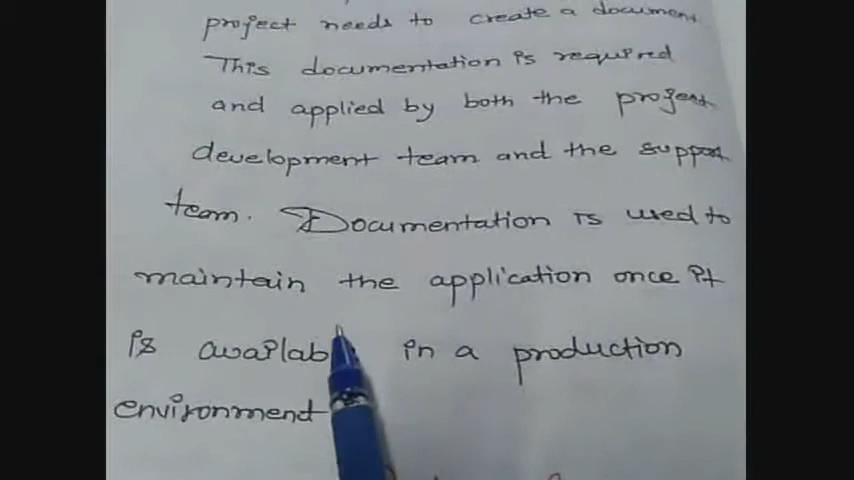 project needs to create a document
This documentation is required
and applied by both the project
development team and the support
team. Documentation is used to
maintain the application once it
is availab in a production
environment